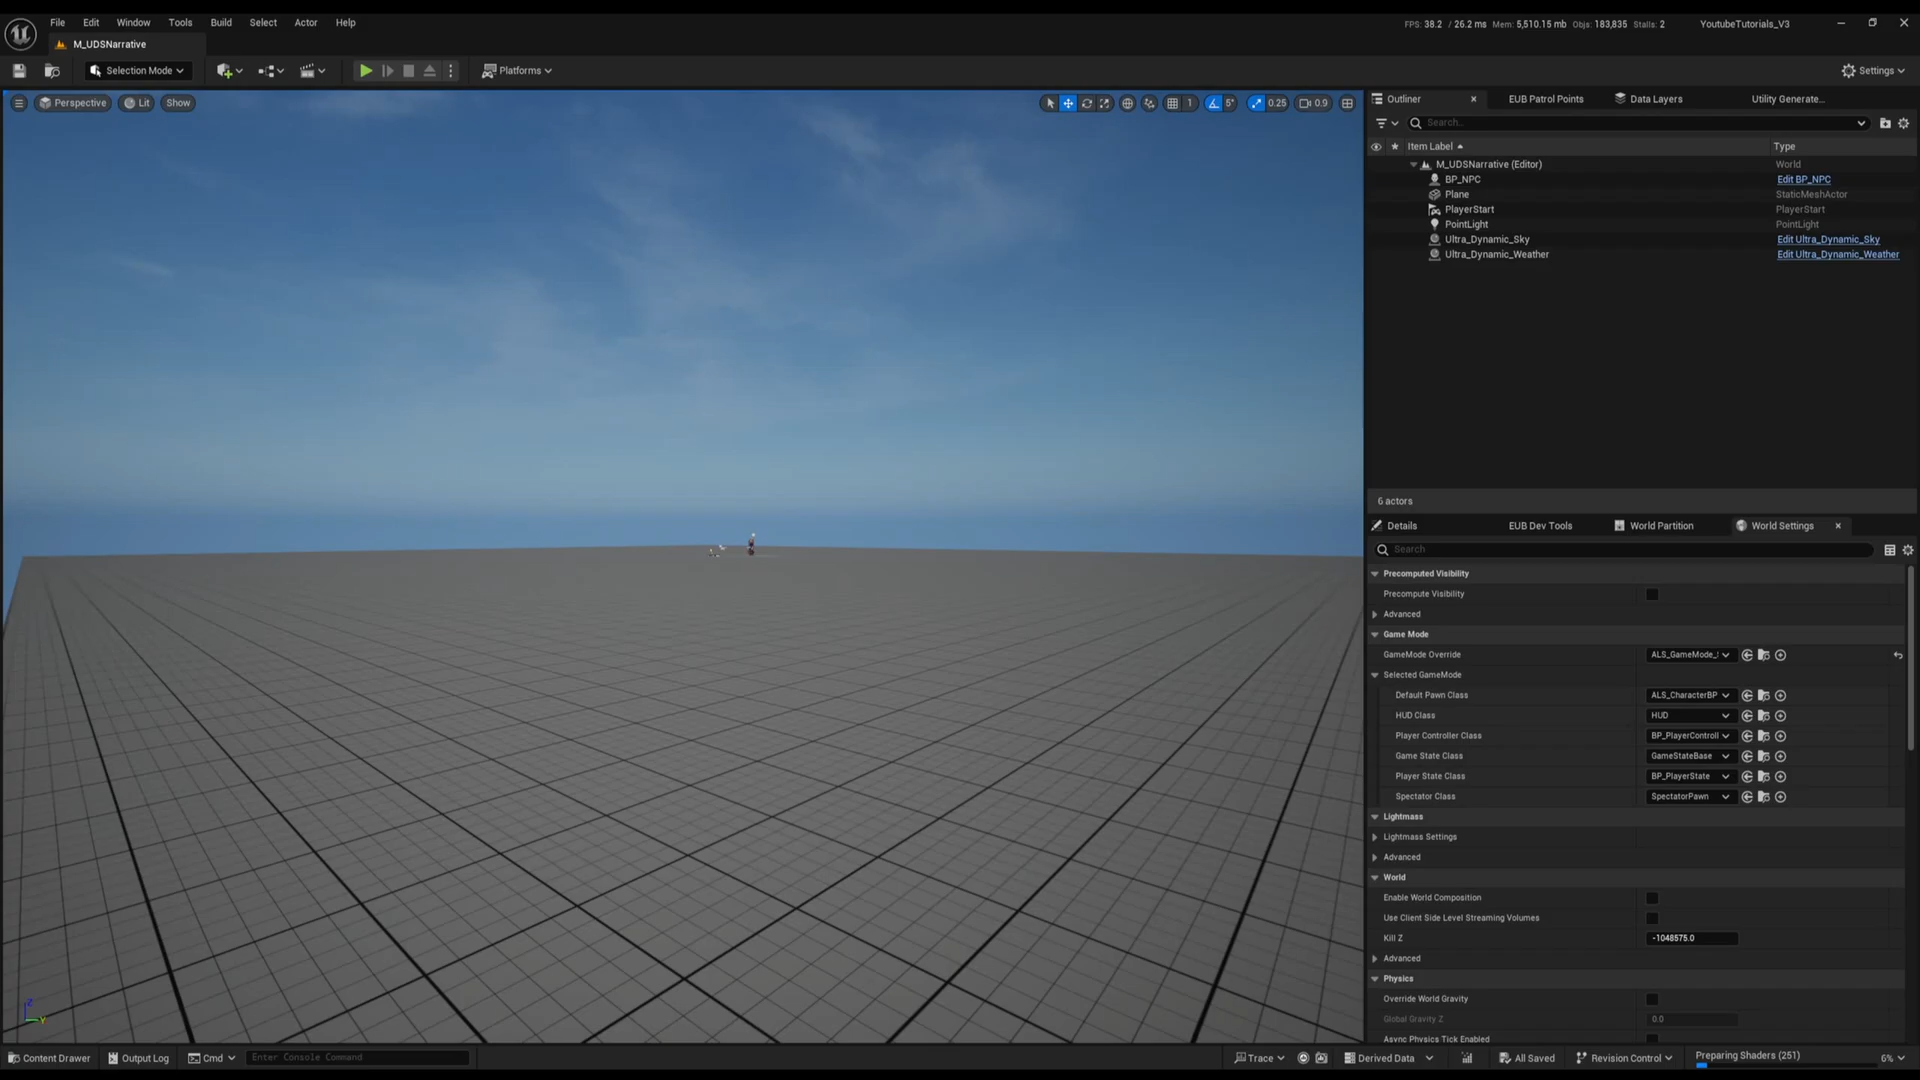 File Edit Window Tools Build Select Actor Help
FPS: 38.2 / 26.2 ms Mem: 5,510.15 mb Objs: 183,835 Stalls: 2 YoutubeTutorials_V3
M_UDSNarrative
Selection Mode Platforms Settings
Perspective Lit Show 1 5° 0.25 0.9
Outliner EUB Patrol Points Data Layers Utility Generate...
Search...
Item Label Type
M_UDSNarrative (Editor) World
BP_NPC Edit BP_NPC
Plane StaticMeshActor
PlayerStart PlayerStart
PointLight PointLight
Ultra_Dynamic_Sky Edit Ultra_Dynamic_Sky
Ultra_Dynamic_Weather Edit Ultra_Dynamic_Weather
6 actors
Details EUB Dev Tools World Partition World Settings
Search
Precomputed Visibility
Precompute Visibility
Advanced
Game Mode
GameMode Override ALS_GameMode_
Selected GameMode
Default Pawn Class ALS_CharacterBP
HUD Class HUD
Player Controller Class BP_PlayerControll
Game State Class GameStateBase
Player State Class BP_PlayerState
Spectator Class SpectatorPawn
Lightmass
Lightmass Settings
Advanced
World
Enable World Composition
Use Client Side Level Streaming Volumes
Kill Z -1048575.0
Advanced
Physics
Override World Gravity
Global Gravity Z 0.0
Async Physics Tick Enabled
Z
Y
Content Drawer Output Log Cmd Enter Console Command
Trace Derived Data All Saved Revision Control Preparing Shaders (251) 6%